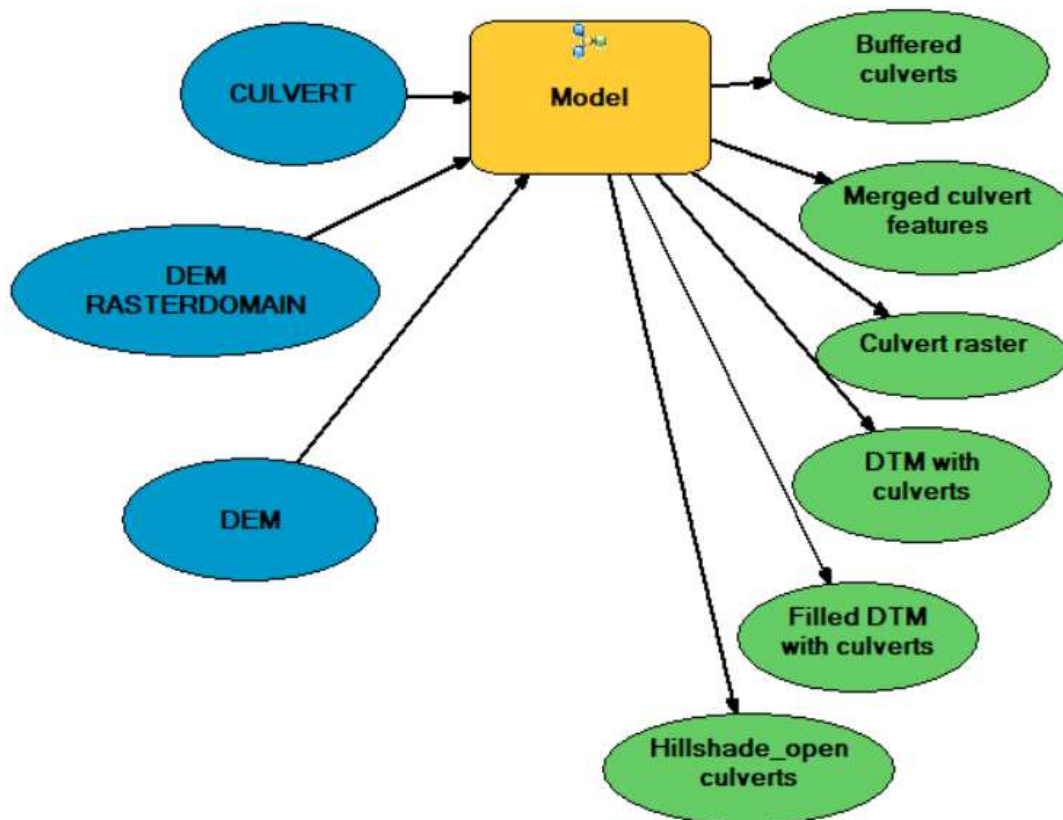 CULVERT
Model
Buffered
culverts
Merged culvert
features
DEM
RASTERDOMAIN
Culvert raster
DTM with
culverts
DEM
Filled DTM
with culverts
Hillshade_open
culverts